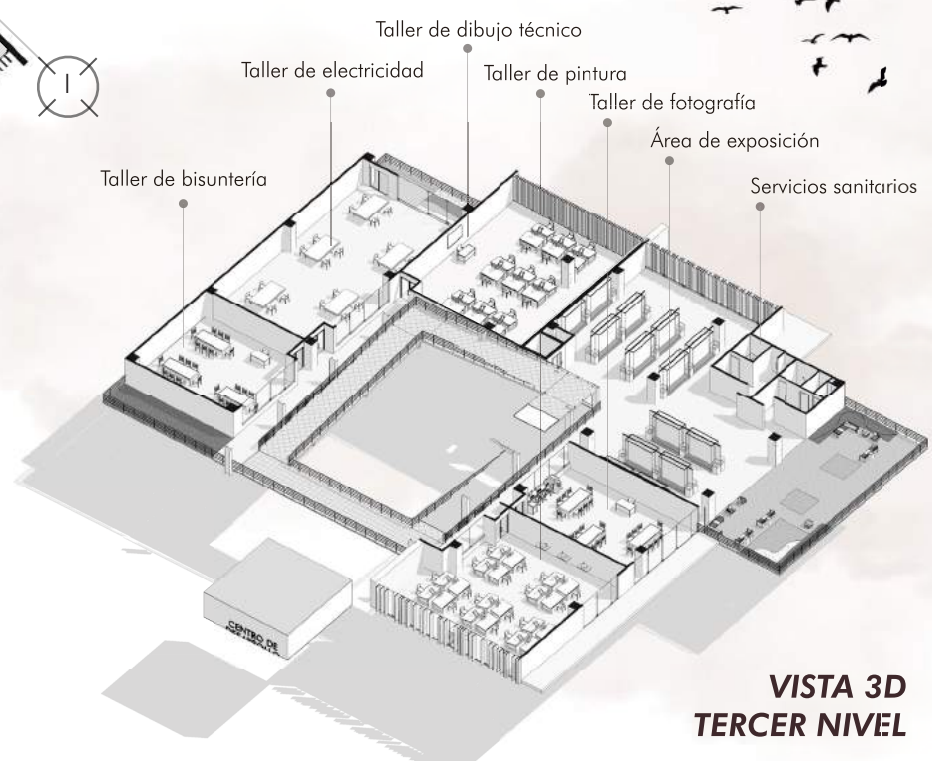 Taller de dibujo técnico
Taller de electricidad
Taller de pintura
Taller de fotografía
Área de exposición
Taller de bisuntería
Servicios sanitarios
CENTRO DE
VISTA 3D
TERCER NIVEL